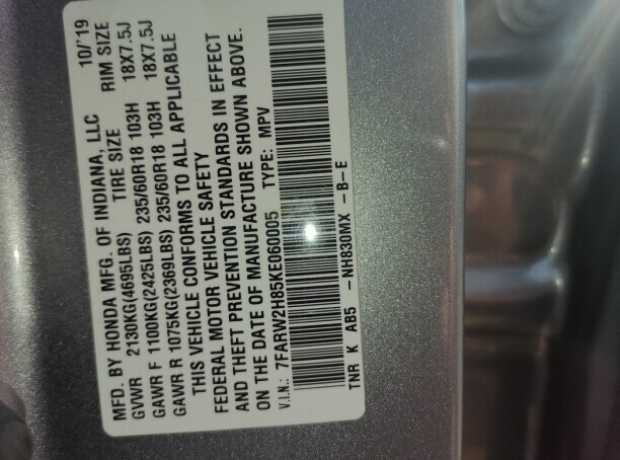 MFD. BY HONDA MFG. OF INDIANA, LLC 10/'19
GVWR 2130KG(4695LBS) TIRE SIZE RIM SIZE
GAWR F 1100KG(2425LBS) 235/60R18 103H 18X7.5J
GAWR R 1075KG(2369LBS) 235/60R18 103H 18X7.5J
THIS VEHICLE CONFORMS TO ALL APPLICABLE
FEDERAL MOTOR VEHICLE SAFETY
AND THEFT PREVENTION STANDARDS IN EFFECT
ON THE DATE OF MANUFACTURE SHOWN ABOVE.
V.I.N.: 7FARW2H85KE060005 TYPE: MPV
TNR K AB5 -NH830MX -B-E